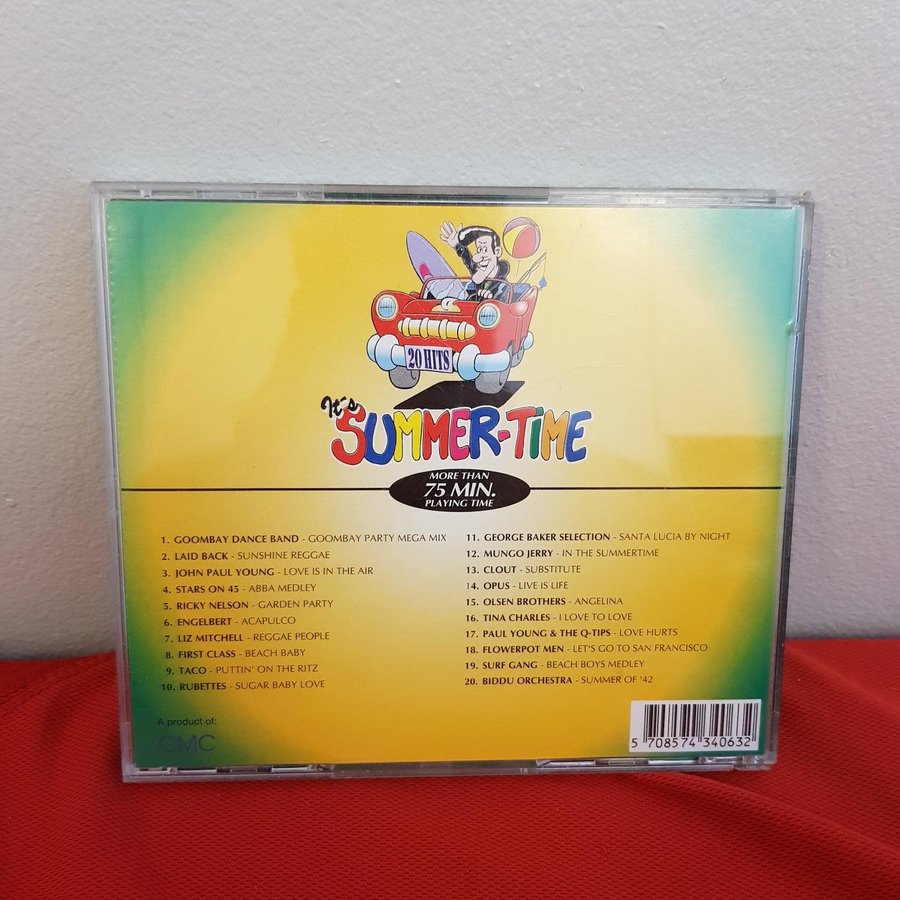 20 HITS
It's
SUMMER-TiME
MORE THAN
75 MIN.
PLAYING TIME
1. GOOMBAY DANCE BAND - GOOMBAY PARTY MEGA MIX
2. LAID BACK - SUNSHINE REGGAE
3. JOHN PAUL YOUNG - LOVE IS IN THE AIR
4. STARS ON 45 - ABBA MEDLEY
5. RICKY NELSON - GARDEN PARTY
6. ENGELBERT - ACAPULCO
7. LIZ MITCHELL - REGGAE PEOPLE
8. FIRST CLASS - BEACH BABY
9. TACO - PUTTIN' ON THE RITZ
10. RUBETTES - SUGAR BABY LOVE
11. GEORGE BAKER SELECTION - SANTA LUCIA BY NIGHT
12. MUNGO JERRY - IN THE SUMMERTIME
13. CLOUT - SUBSTITUTE
14. OPUS - LIVE IS LIFE
15. OLSEN BROTHERS - ANGELINA
16. TINA CHARLES - I LOVE TO LOVE
17. PAUL YOUNG & THE Q-TIPS - LOVE HURTS
18. FLOWERPOT MEN - LET'S GO TO SAN FRANCISCO
19. SURF GANG - BEACH BOYS MEDLEY
20. BIDDU ORCHESTRA - SUMMER OF '42
A product of:
CMC
5 708574 340632